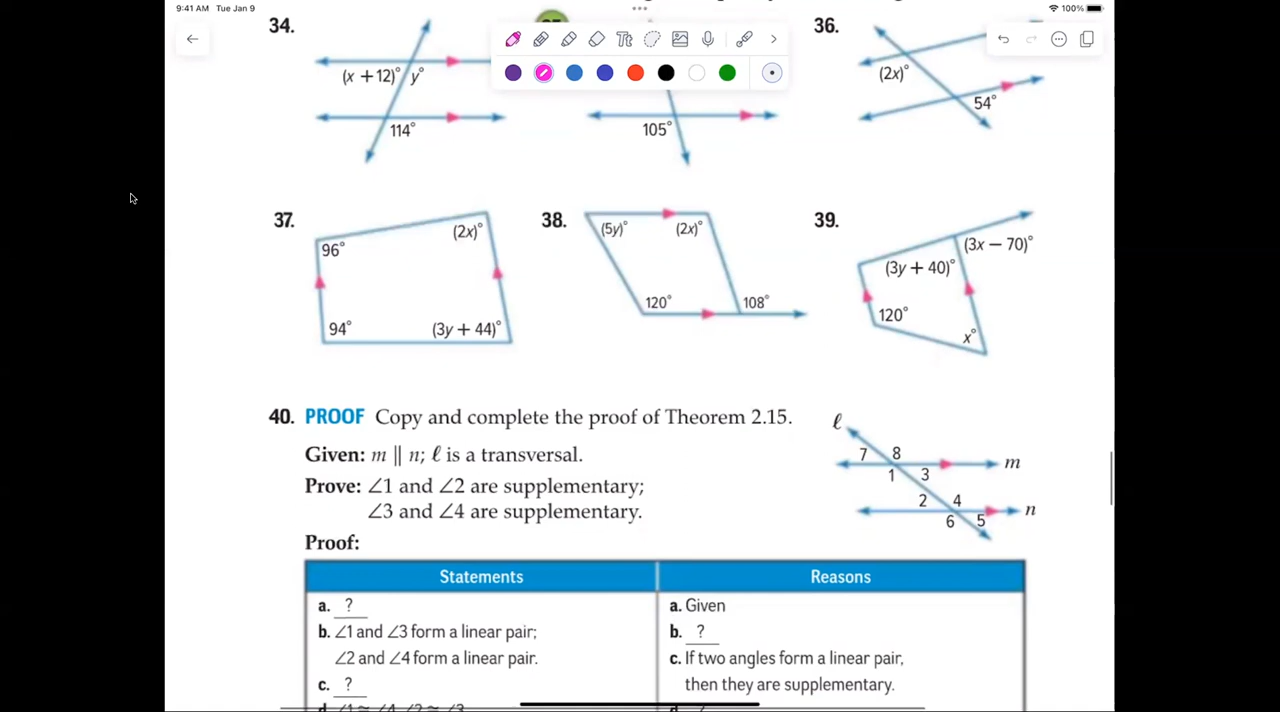 9:41 AM Tue Jan 9
100%
34.
36.
(x + 12)° y°
114°
105°
(2x)°
54°
37.
38.
39.
96°
(2x)°
94°
(3y + 44)°
(5y)°
(2x)°
120°
108°
(3x − 70)°
(3y + 40)°
120°
x°
40. PROOF Copy and complete the proof of Theorem 2.15.
Given: m ∥ n; ℓ is a transversal.
Prove: ∠1 and ∠2 are supplementary;
∠3 and ∠4 are supplementary.
Proof:
ℓ
7 8
m
1 3
2 4
n
6 5
Statements
Reasons
a. ?
a. Given
b. ∠1 and ∠3 form a linear pair;
∠2 and ∠4 form a linear pair.
b. ?
c. ?
c. If two angles form a linear pair,
then they are supplementary.